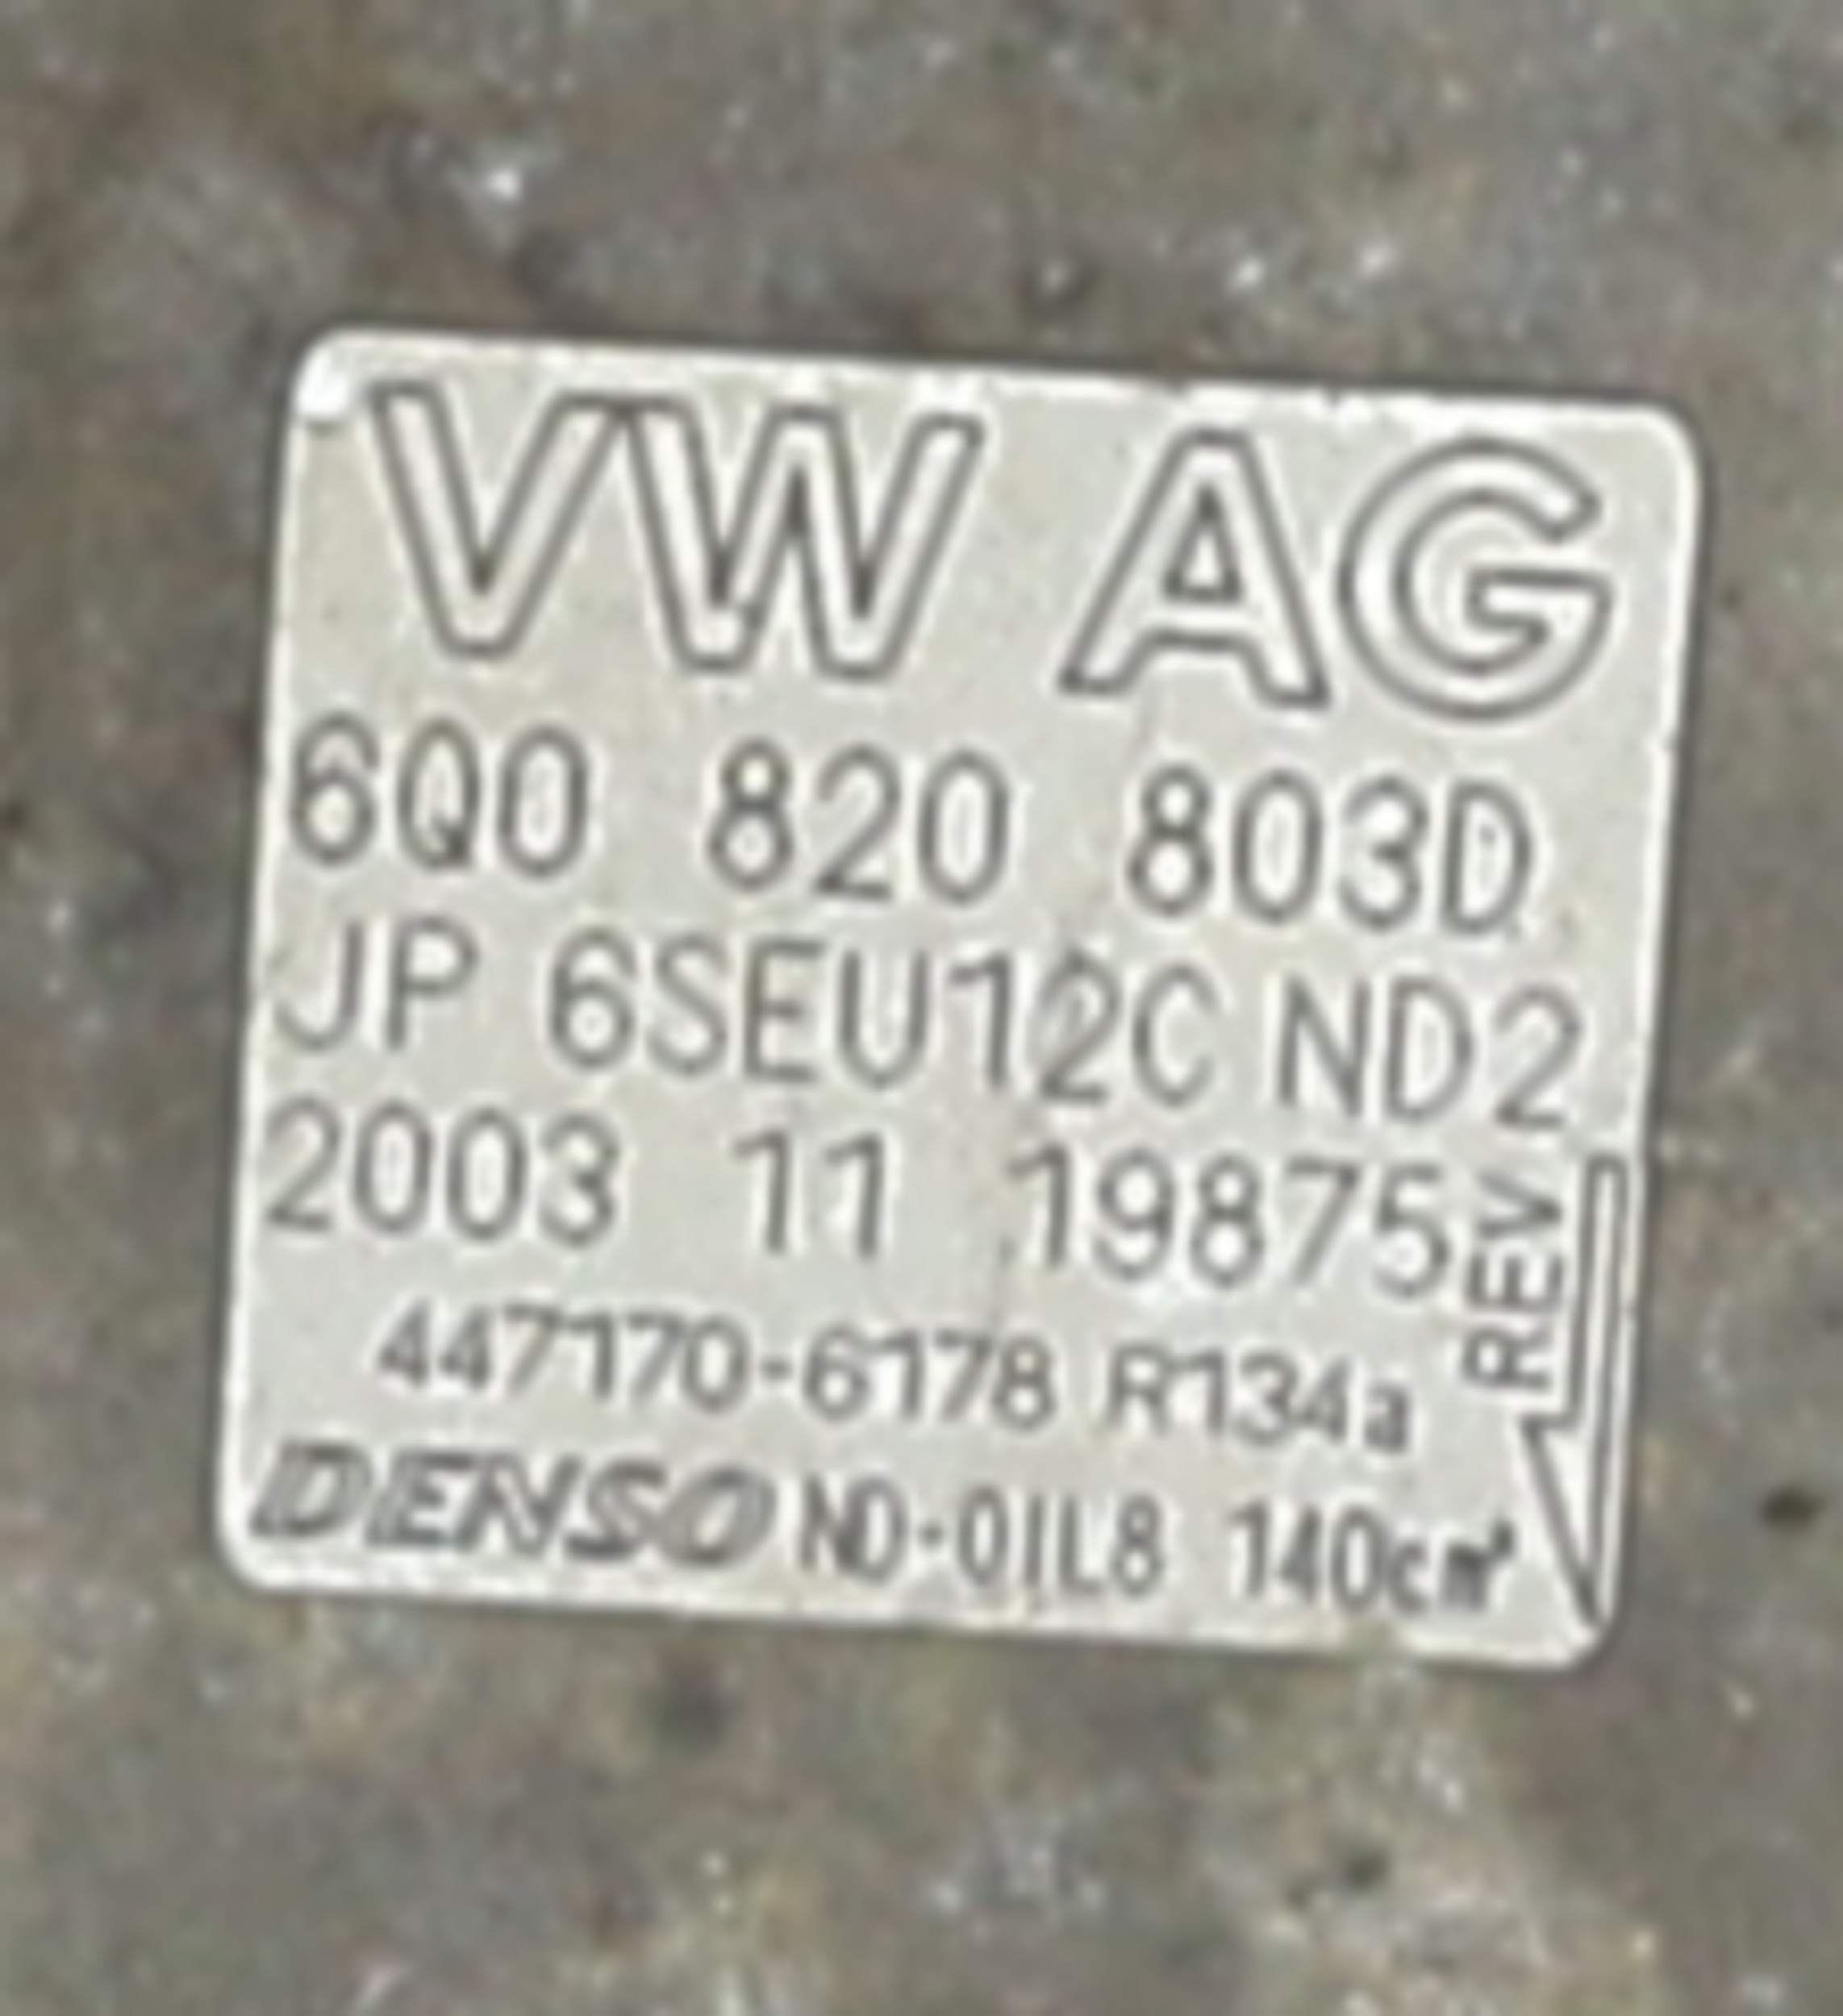 VW AG
6Q0 820 803D
JP 6SEU12C ND2
2003 11 19875
REV
447170-6178 R134a
DENSO ND-OIL8 140cm³